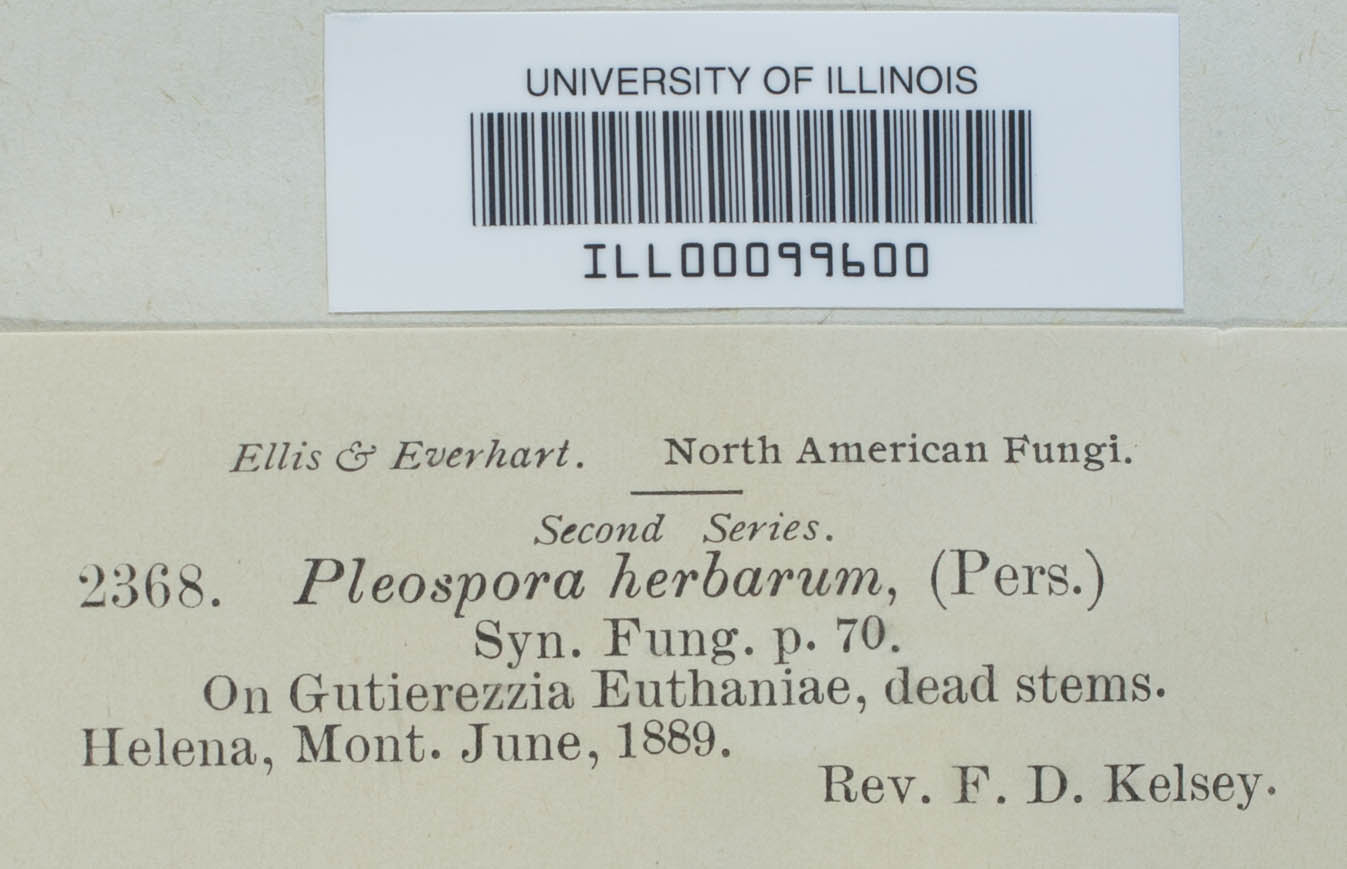 UNIVERSITY OF ILLINOIS
ILL00099600
Ellis & Everhart. North American Fungi.
Second Series.
2368. Pleospora herbarum, (Pers.)
Syn. Fung. p. 70.
On Gutierezzia Euthaniae, dead stems.
Helena, Mont. June, 1889.
Rev. F. D. Kelsey.